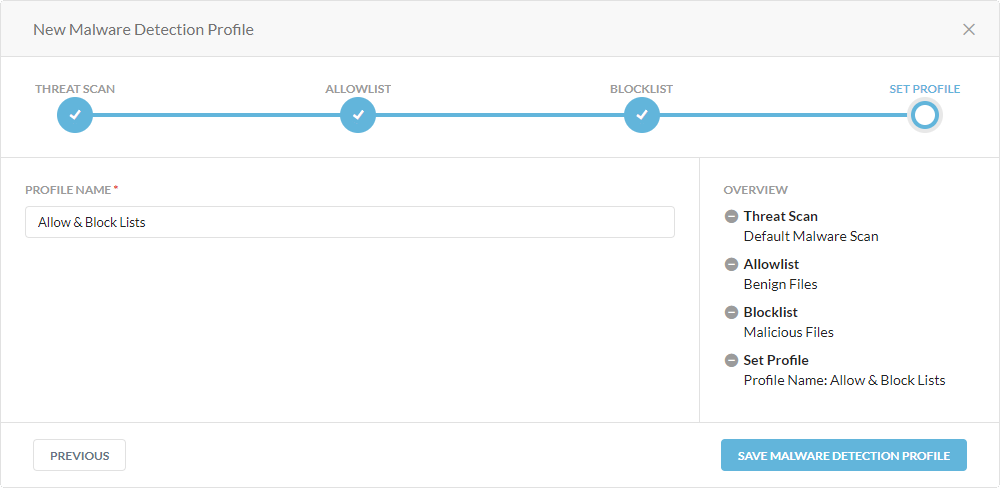 New Malware Detection Profile
THREAT SCAN
ALLOWLIST
BLOCKLIST
SET PROFILE
PROFILE NAME *
Allow & Block Lists
OVERVIEW
Threat Scan
Default Malware Scan
Allowlist
Benign Files
Blocklist
Malicious Files
Set Profile
Profile Name: Allow & Block Lists
PREVIOUS
SAVE MALWARE DETECTION PROFILE